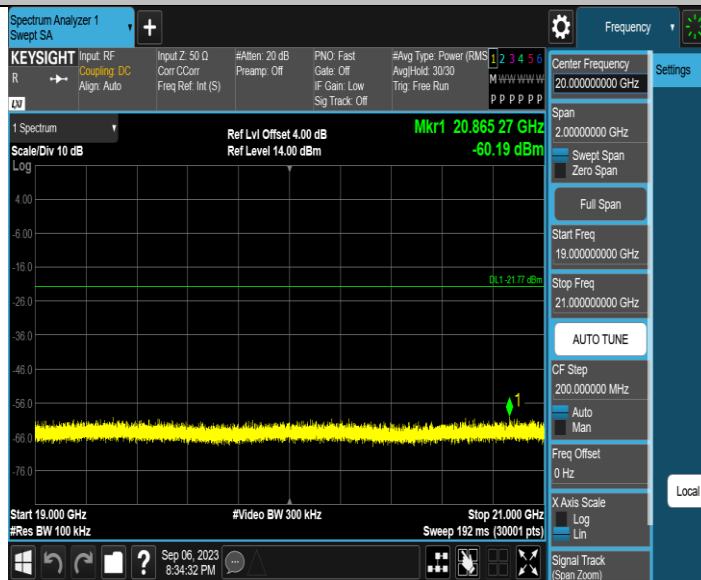 Spectrum Analyzer 1
Swept SA
+
Frequency
KEYSIGHT
R
LXI
Input: RF
Coupling: DC
Align: Auto
Input Z: 50 Ω
Corr CCorr
Freq Ref: Int (S)
#Atten: 20 dB
Preamp: Off
PNO: Fast
Gate: Off
IF Gain: Low
Sig Track: Off
#Avg Type: Power (RMS
Avg|Hold: 30/30
Trig: Free Run
1 2 3 4 5 6
M W W W W W
P P P P P P
1 Spectrum
Scale/Div 10 dB
Log
Ref Lvl Offset 4.00 dB
Ref Level 14.00 dBm
Mkr1 20.865 27 GHz
-60.19 dBm
4.00
-6.00
-16.0
DL1 -21.77 dBm
-26.0
-36.0
-46.0
-56.0
1
-66.0
-76.0
Start 19.000 GHz
#Res BW 100 kHz
#Video BW 300 kHz
Stop 21.000 GHz
Sweep 192 ms (30001 pts)
?
Sep 06, 2023
8:34:32 PM
Center Frequency
20.000000000 GHz
Span
2.00000000 GHz
Swept Span
Zero Span
Full Span
Start Freq
19.000000000 GHz
Stop Freq
21.000000000 GHz
AUTO TUNE
CF Step
200.000000 MHz
Auto
Man
Freq Offset
0 Hz
X Axis Scale
Log
Lin
Signal Track
(Span Zoom)
Settings
Local